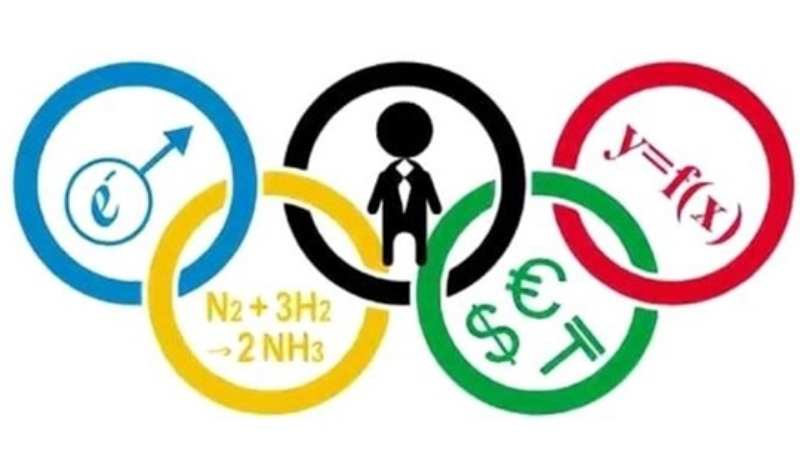 é
y=f(x)
N2 + 3H2
→ 2 NH3
€
$ ₸